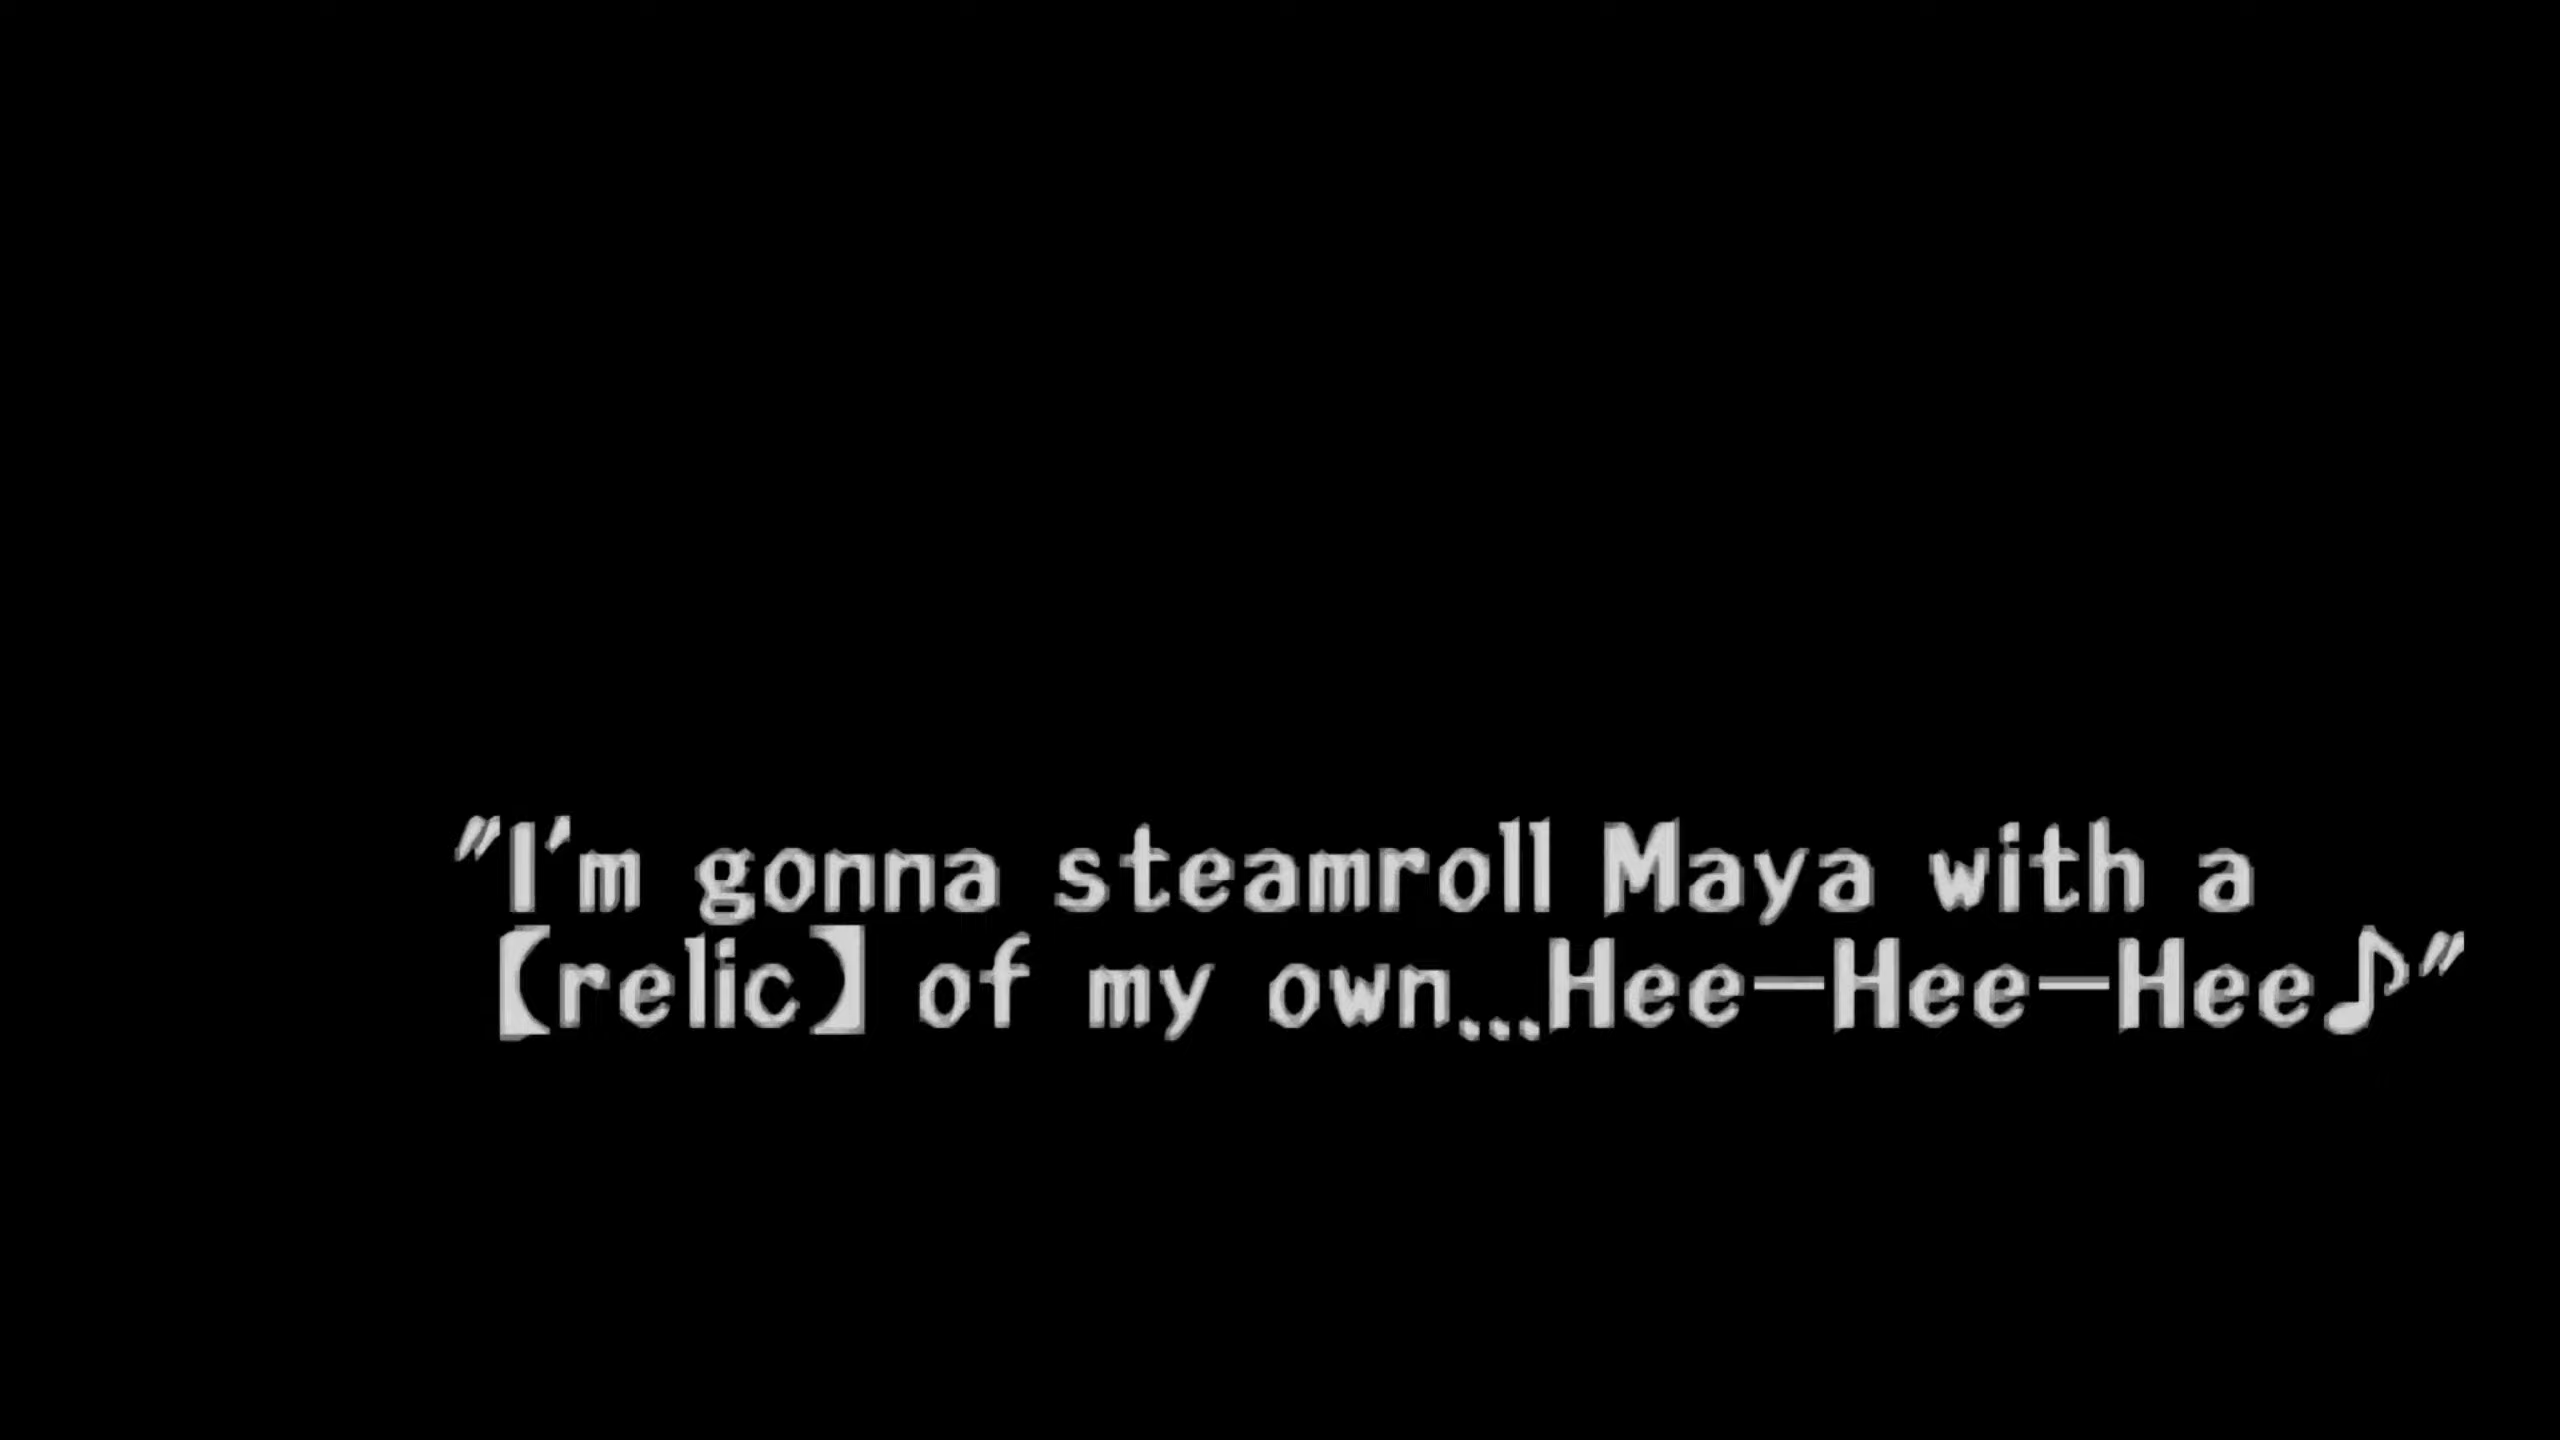 "I'm gonna steamroll Maya with a
【relic】 of my own...Hee—Hee—Hee♪"